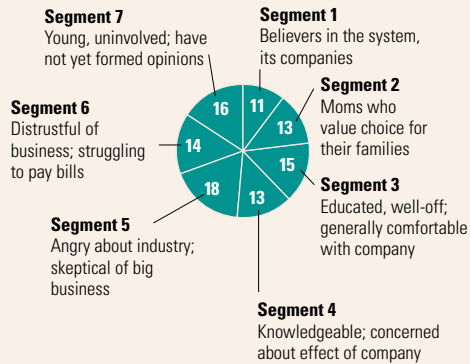 Segment 7
Young, uninvolved; have
not yet formed opinions
Segment 1
Believers in the system,
its companies
Segment 2
Moms who
value choice for
their families
Segment 6
Distrustful of
business; struggling
to pay bills
Segment 3
Educated, well-off;
generally comfortable
with company
Segment 5
Angry about industry;
skeptical of big
business
Segment 4
Knowledgeable; concerned
about effect of company
16
11
13
15
13
18
14